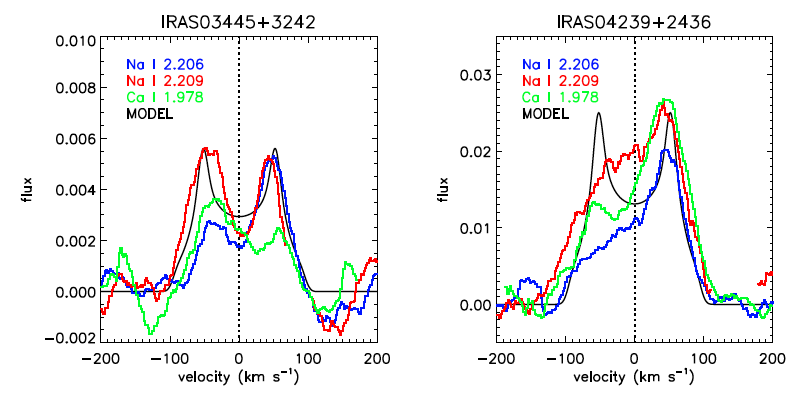 IRAS03445+3242
0.010
0.008
0.006
0.004
0.002
0.000
−0.002
flux
Na I 2.206
Na I 2.209
Ca I 1.978
MODEL
−200 −100 0 100 200
velocity (km s⁻¹)
IRAS04239+2436
0.03
0.02
0.01
0.00
flux
Na I 2.206
Na I 2.209
Ca I 1.978
MODEL
−200 −100 0 100 200
velocity (km s⁻¹)